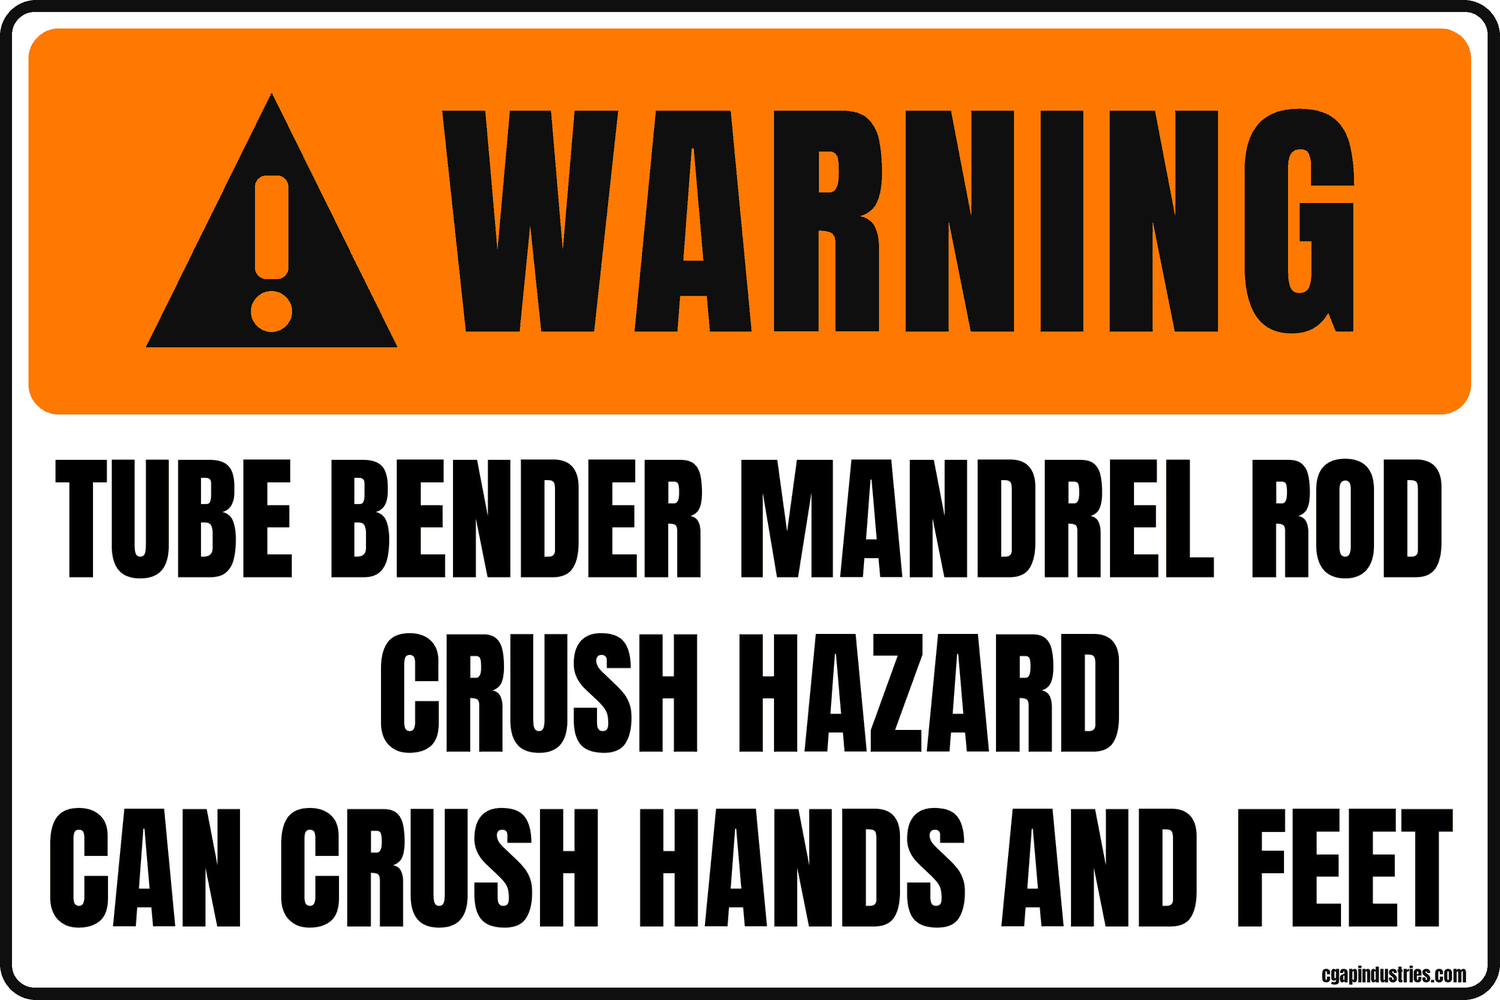 WARNING
TUBE BENDER MANDREL ROD
CRUSH HAZARD
CAN CRUSH HANDS AND FEET
cgapindustries.com